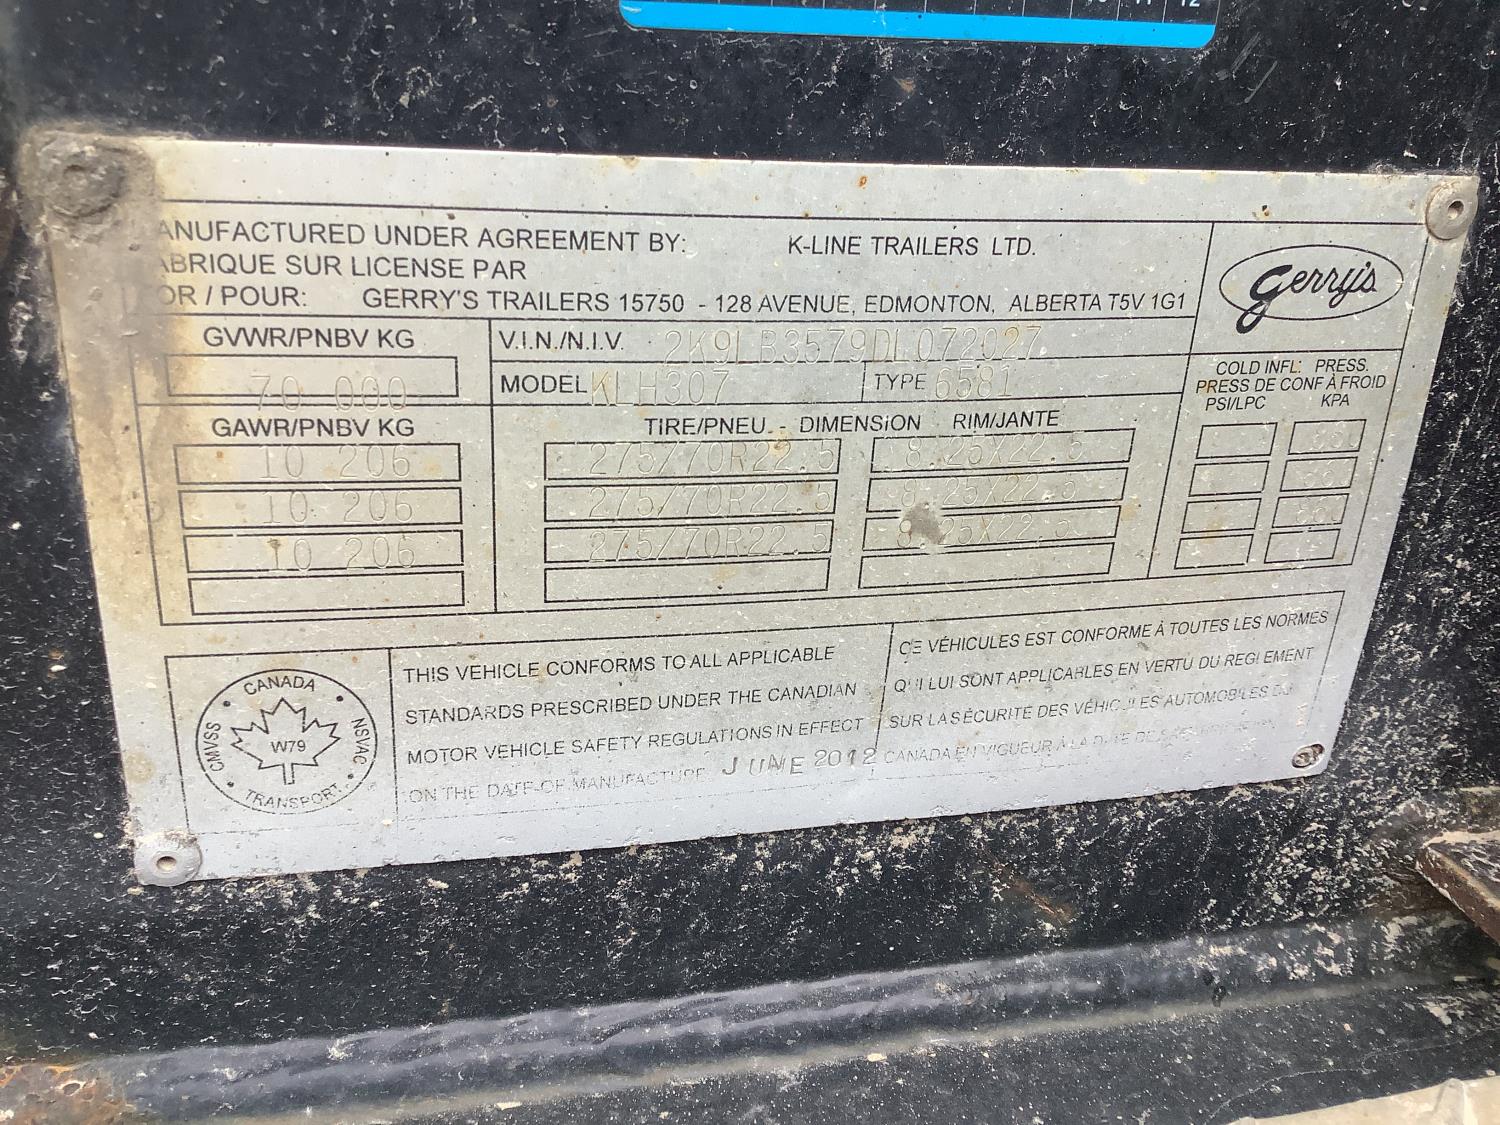 12
ANUFACTURED UNDER AGREEMENT BY: K-LINE TRAILERS LTD.
ABRIQUE SUR LICENSE PAR
OR / POUR: GERRY'S TRAILERS 15750 - 128 AVENUE, EDMONTON, ALBERTA T5V 1G1
Gerry's
GVWR/PNBV KG
70 000
V.I.N./N.I.V. 2K9LB3579DL072027
MODEL KLH307 TYPE 6581
COLD INFL: PRESS.
PRESS DE CONF À FROID
PSI/LPC KPA
GAWR/PNBV KG TIRE/PNEU. - DIMENSION RIM/JANTE
10 206 275/70R22.5 8.25X22.5
10 206 275/70R22.5 8.25X22.5
10 206 275/70R22.5 8.25X22.5
CANADA
CMVSS W79 NSVAC
TRANSPORT
THIS VEHICLE CONFORMS TO ALL APPLICABLE
STANDARDS PRESCRIBED UNDER THE CANADIAN
MOTOR VEHICLE SAFETY REGULATIONS IN EFFECT
ON THE DATE OF MANUFACTURE JUNE 2012
CE VÉHICULES EST CONFORME À TOUTES LES NORMES
QUI LUI SONT APPLICABLES EN VERTU DU REGLEMENT
SUR LA SÉCURITÉ DES VÉHICULES AUTOMOBILES DU
CANADA EN VIGUEUR À LA DATE DE